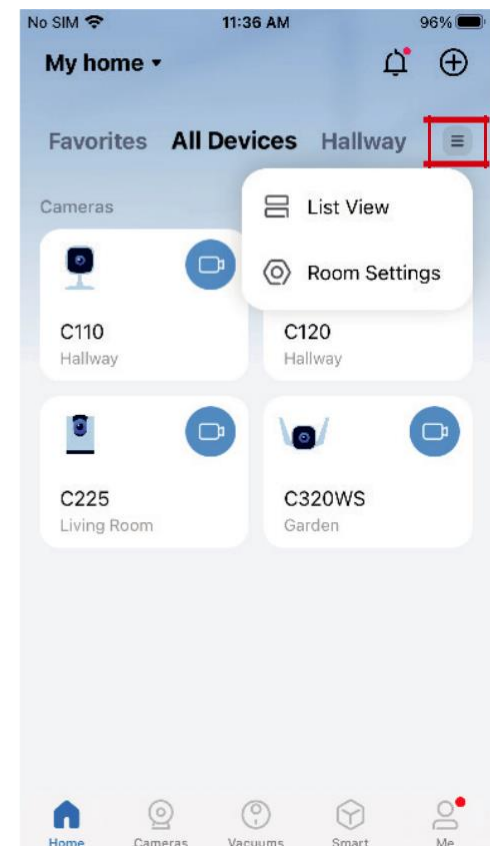 No SIM 11:36 AM 96%
My home
Favorites All Devices Hallway
Cameras
List View
Room Settings
C110
Hallway
C120
Hallway
C225
Living Room
C320WS
Garden
Home Cameras Vacuums Smart Me